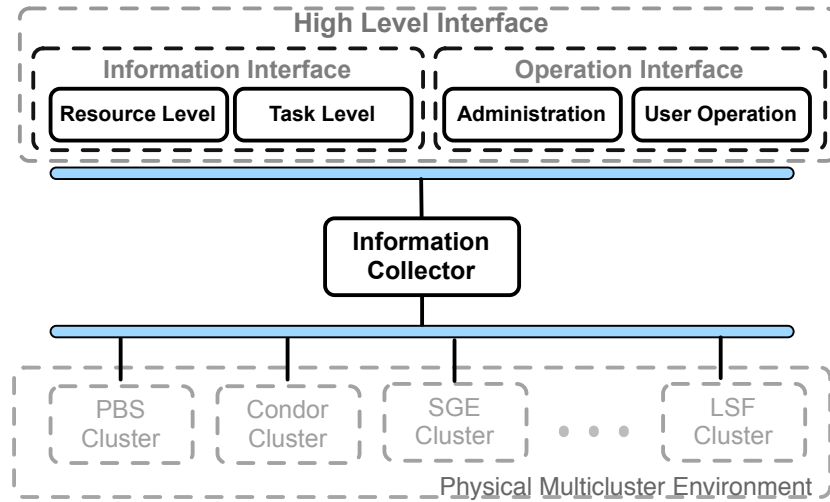 High Level Interface
Information Interface
Operation Interface
Resource Level
Task Level
Administration
User Operation
Information
Collector
PBS
Cluster
Condor
Cluster
SGE
Cluster
LSF
Cluster
Physical Multicluster Environment